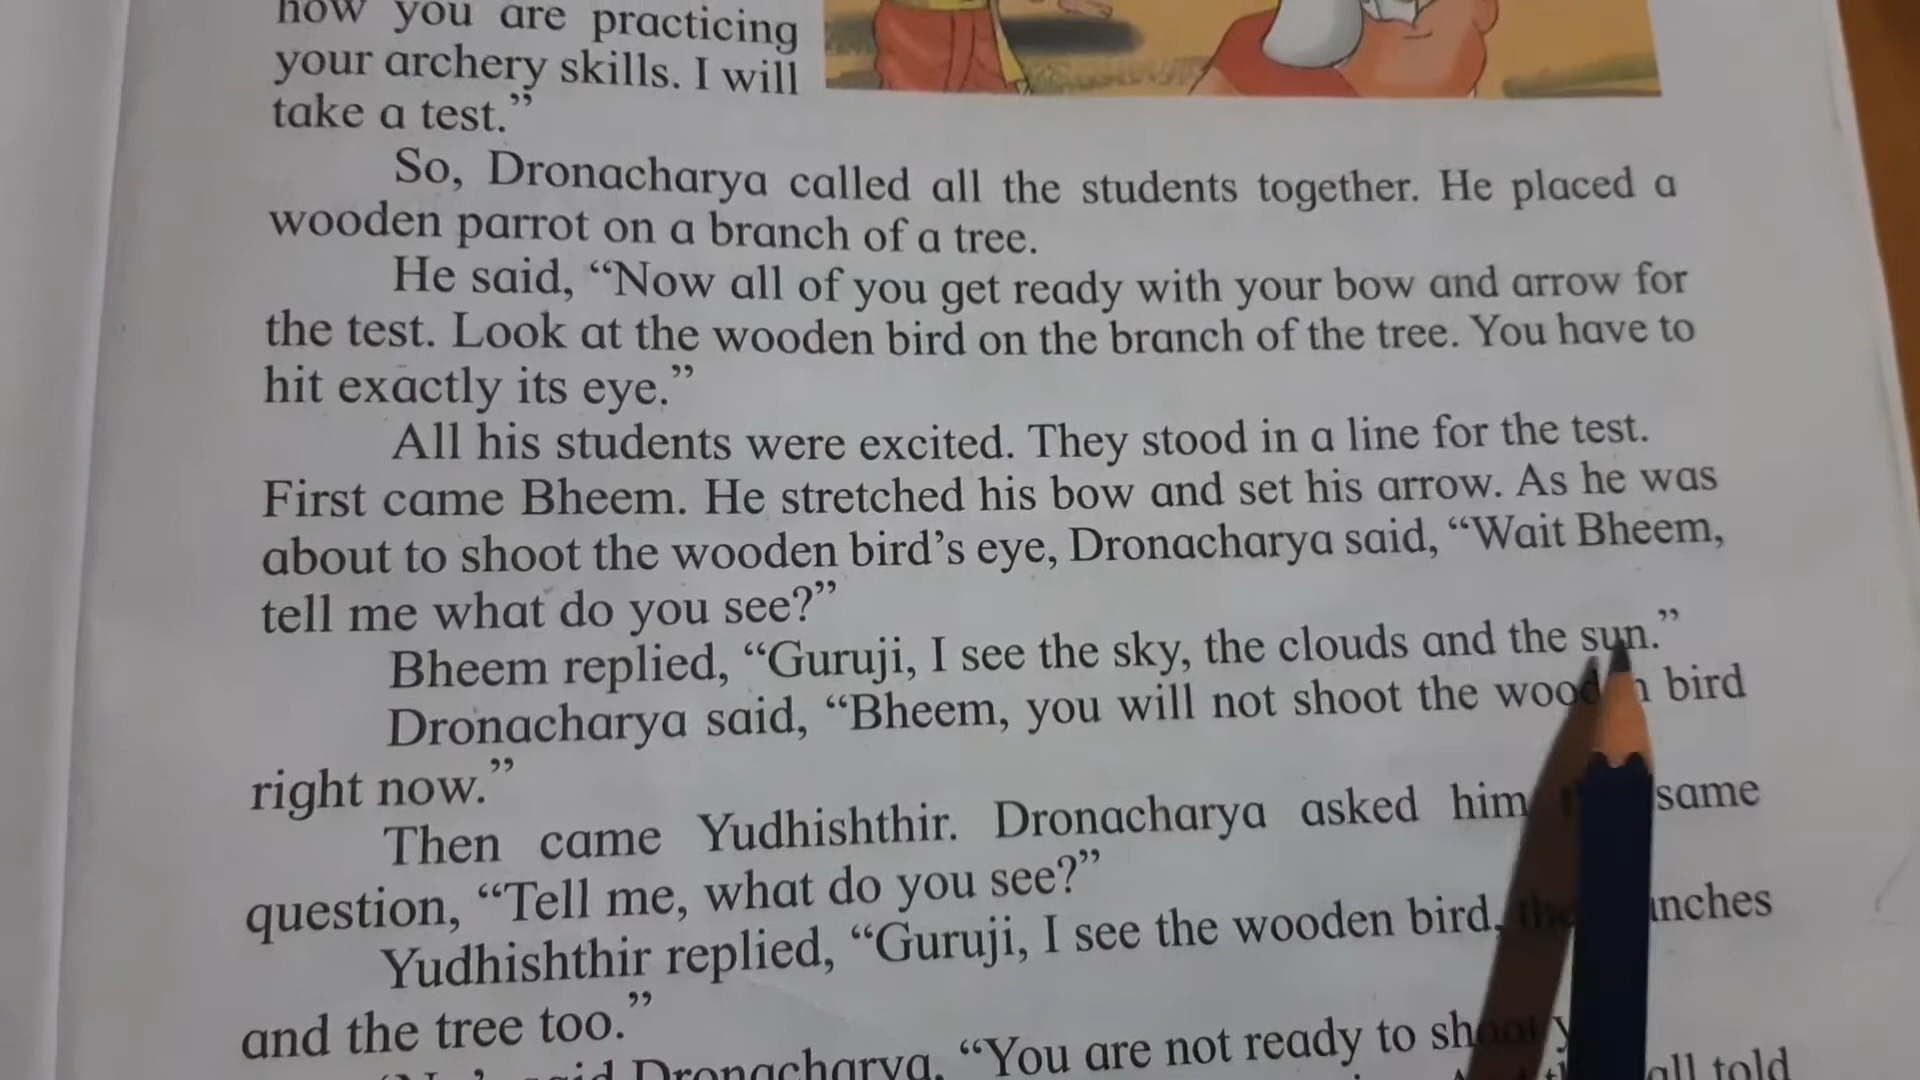 how you are practicing
your archery skills. I will
take a test.”
So, Dronacharya called all the students together. He placed a
wooden parrot on a branch of a tree.
He said, “Now all of you get ready with your bow and arrow for
the test. Look at the wooden bird on the branch of the tree. You have to
hit exactly its eye.”
All his students were excited. They stood in a line for the test.
First came Bheem. He stretched his bow and set his arrow. As he was
about to shoot the wooden bird’s eye, Dronacharya said, “Wait Bheem,
tell me what do you see?”
Bheem replied, “Guruji, I see the sky, the clouds and the sun.”
Dronacharya said, “Bheem, you will not shoot the wooden bird
right now.”
Then came Yudhishthir. Dronacharya asked him same
question, “Tell me, what do you see?”
Yudhishthir replied, “Guruji, I see the wooden bird, the
and the tree too.”
said Dronacharya, “You are not ready to shoot
all told